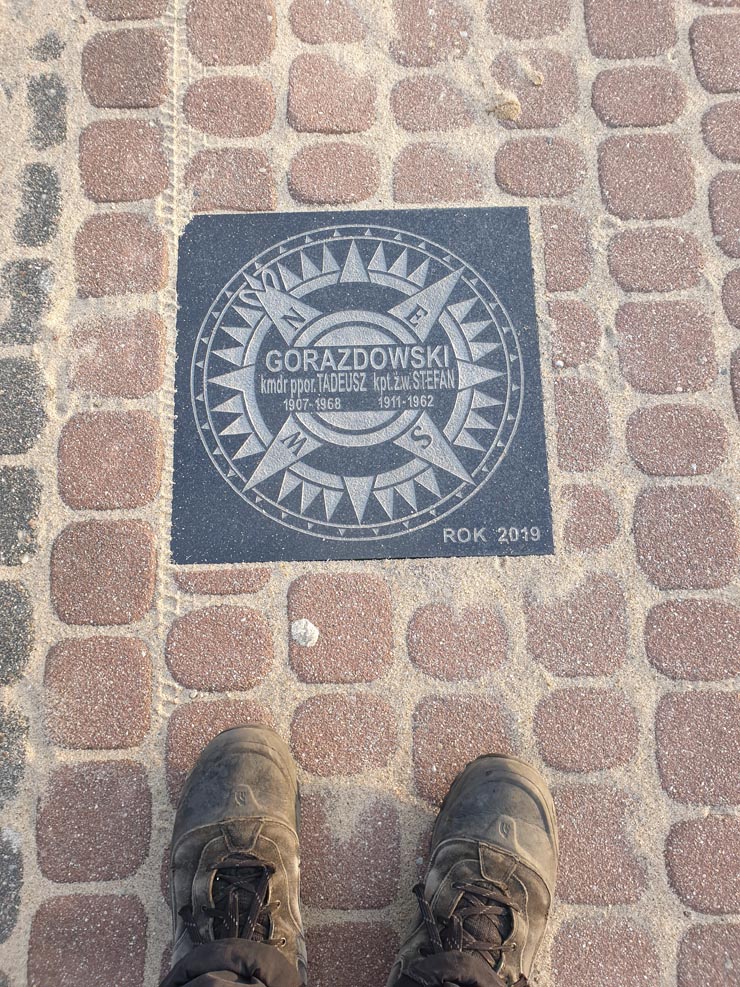 N E
GORAZDOWSKI
kmdr ppor. TADEUSZ kpt.ż.w. STEFAN
1907-1968 1911-1962
W S
ROK 2019